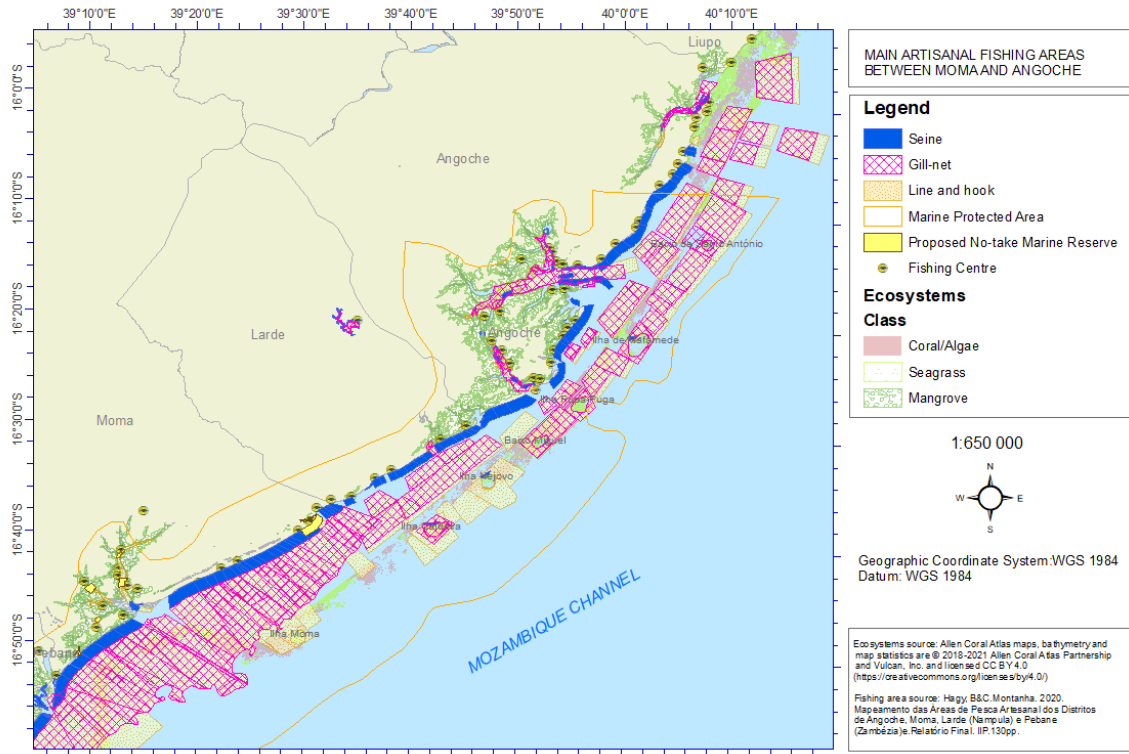 39°10'0"E 39°20'0"E 39°30'0"E 39°40'0"E 39°50'0"E 40°0'0"E 40°10'0"E
16°0'0"S
16°10'0"S
16°20'0"S
16°30'0"S
16°40'0"S
16°50'0"S
Liupo
Angoche
Banco de Santo António
Larde
Angoche
Ilha de Mafamede
Moma
Ilha Puga-Puga
Banco Miguel
Ilha Nejovo
Ilha Caldeira
Ilha Moma
MOZAMBIQUE CHANNEL
MAIN ARTISANAL FISHING AREAS
BETWEEN MOMA AND ANGOCHE
Legend
Seine
Gill-net
Line and hook
Marine Protected Area
Proposed No-take Marine Reserve
Fishing Centre
Ecosystems
Class
Coral/Algae
Seagrass
Mangrove
1:650 000
N
W E
S
Geographic Coordinate System:WGS 1984
Datum: WGS 1984
Ecosystems source: Allen Coral Atlas maps, bathymetry and
map statistics are © 2018-2021 Allen Coral Atlas Partnership
and Vulcan, Inc. and licensed CC BY 4.0
(https://creativecommons.org/licenses/by/4.0/)
Fishing area source: Hagy, B&C.Montanha. 2020.
Mapeamento das Áreas de Pesca Artesanal dos Distritos
de Angoche, Moma, Larde (Nampula) e Pebane
(Zambézia)e.Relatório Final. IIP.130pp.